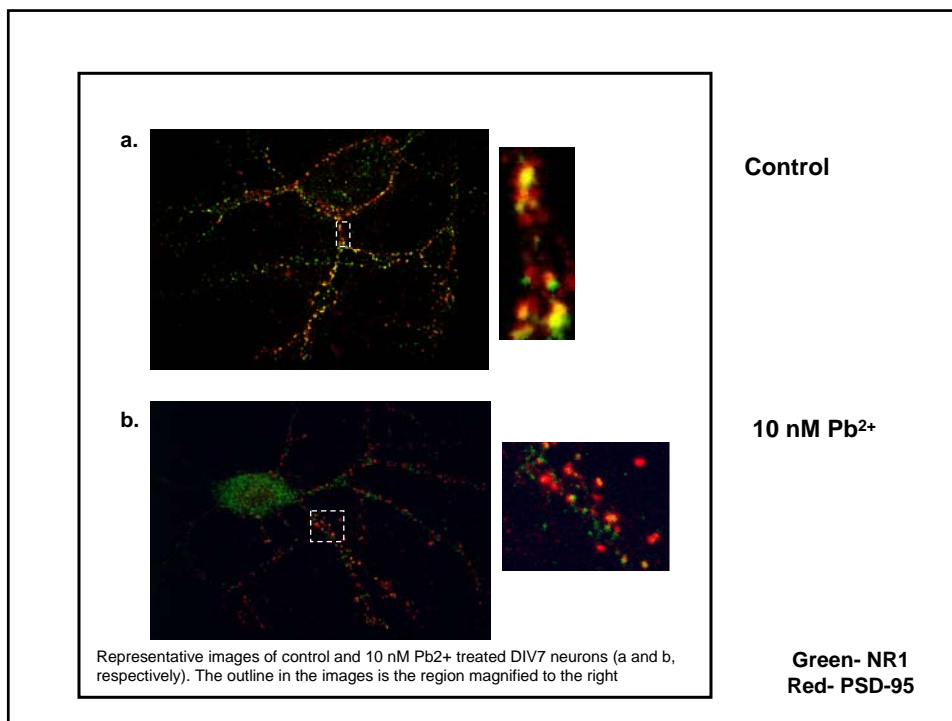 a.
Control
b.
10 nM Pb²⁺
Representative images of control and 10 nM Pb2+ treated DIV7 neurons (a and b,
respectively). The outline in the images is the region magnified to the right
Green- NR1
Red- PSD-95